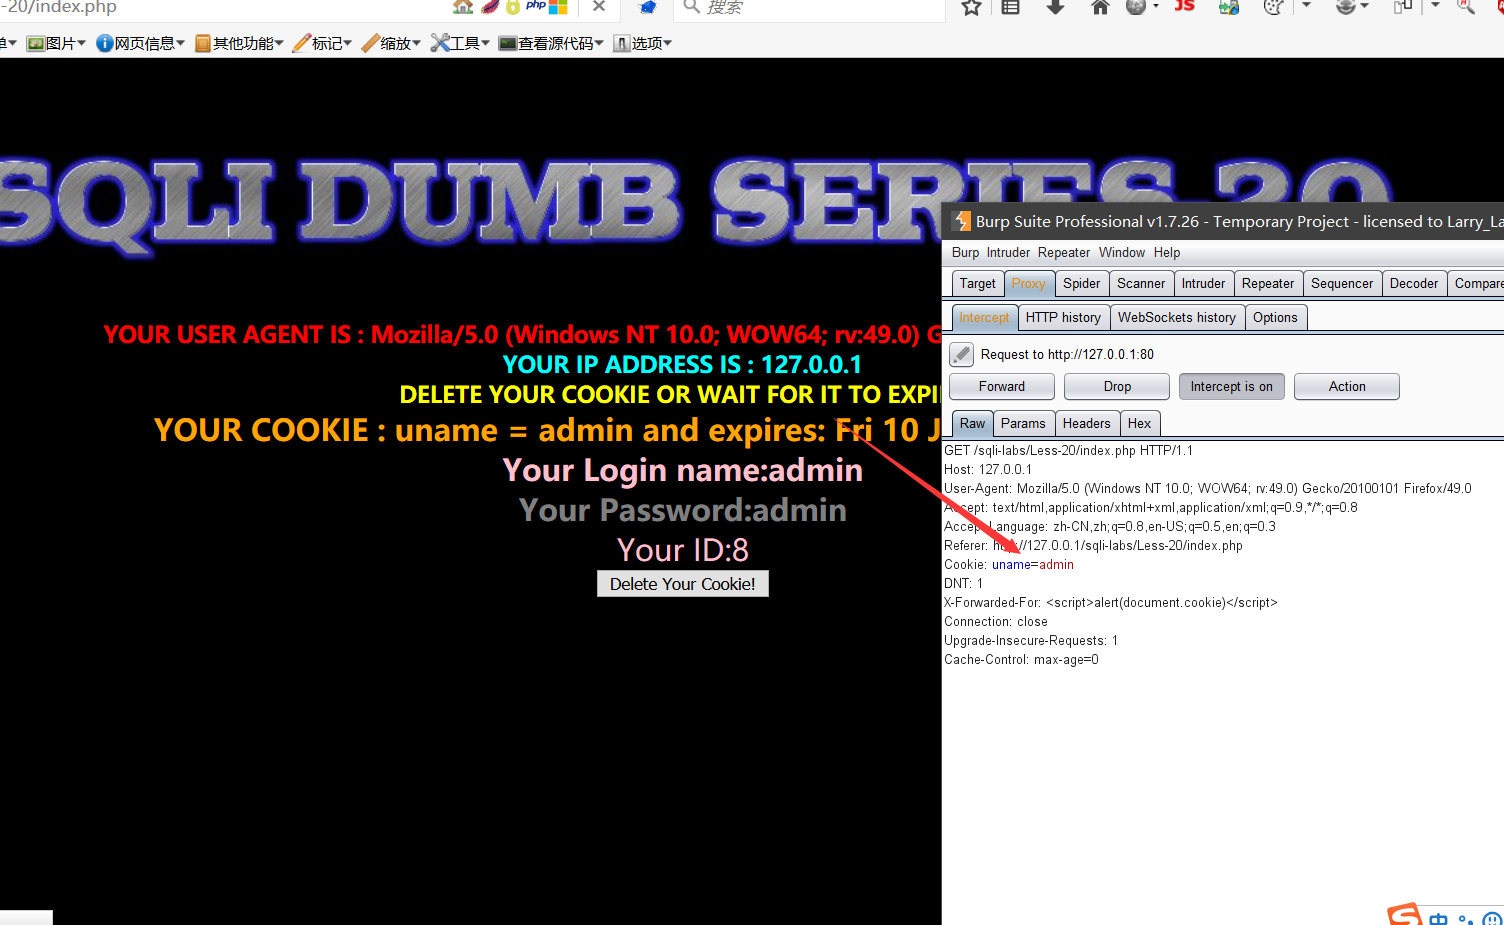 -20/index.php
php
搜索
JS
单 图片 网页信息 其他功能 标记 缩放 工具 查看源代码 选项
SQLI DUMB SERIES-20
Burp Suite Professional v1.7.26 - Temporary Project - licensed to Larry_La
Burp Intruder Repeater Window Help
Target Proxy Spider Scanner Intruder Repeater Sequencer Decoder Compare
Intercept HTTP history WebSockets history Options
YOUR USER AGENT IS : Mozilla/5.0 (Windows NT 10.0; WOW64; rv:49.0) G
YOUR IP ADDRESS IS : 127.0.0.1
DELETE YOUR COOKIE OR WAIT FOR IT TO EXPI
YOUR COOKIE : uname = admin and expires: Fri 10 J
Your Login name:admin
Your Password:admin
Your ID:8
Delete Your Cookie!
Request to http://127.0.0.1:80
Forward Drop Intercept is on Action
Raw Params Headers Hex
GET /sqli-labs/Less-20/index.php HTTP/1.1
Host: 127.0.0.1
User-Agent: Mozilla/5.0 (Windows NT 10.0; WOW64; rv:49.0) Gecko/20100101 Firefox/49.0
Accept: text/html,application/xhtml+xml,application/xml;q=0.9,*/*;q=0.8
Accept-Language: zh-CN,zh;q=0.8,en-US;q=0.5,en;q=0.3
Referer: http://127.0.0.1/sqli-labs/Less-20/index.php
Cookie: uname=admin
DNT: 1
X-Forwarded-For: <script>alert(document.cookie)</script>
Connection: close
Upgrade-Insecure-Requests: 1
Cache-Control: max-age=0
中